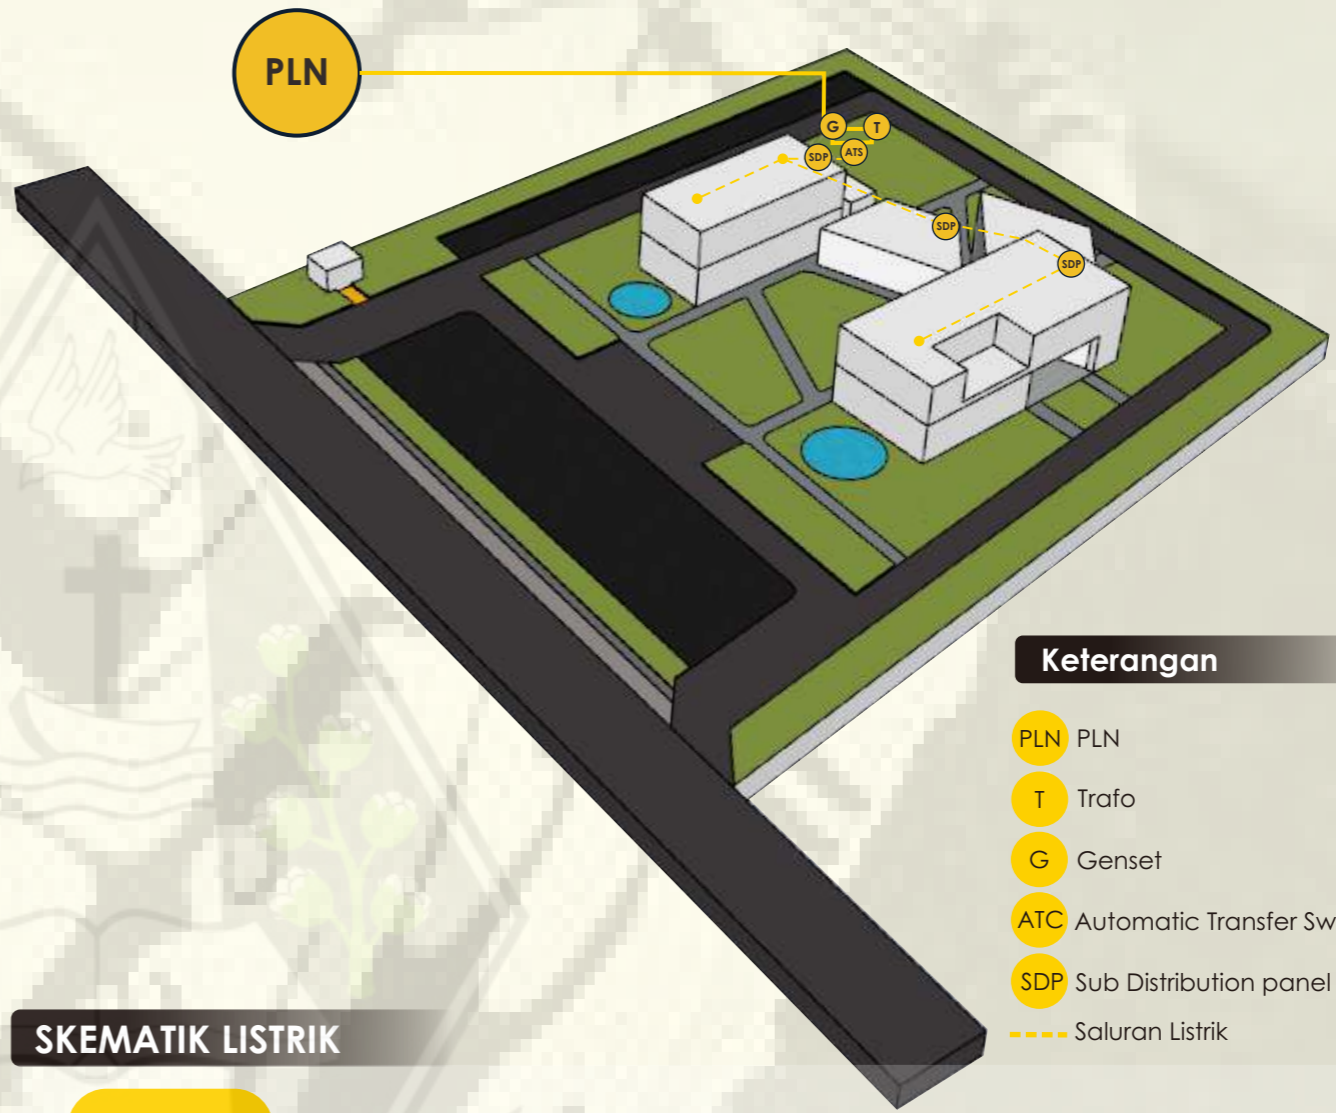 PLN
G T
SDP ATS
SDP
SDP
Keterangan
PLN PLN
T Trafo
G Genset
ATC Automatic Transfer Sw
SDP Sub Distribution panel
Saluran Listrik
SKEMATIK LISTRIK